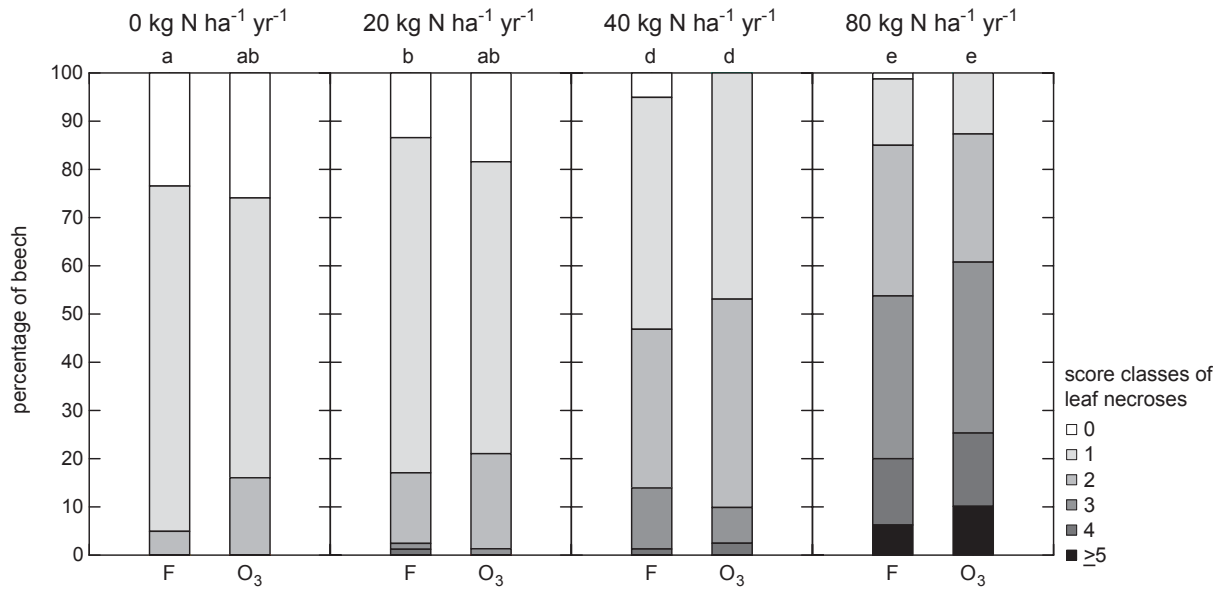 0 kg N ha⁻¹ yr⁻¹ 20 kg N ha⁻¹ yr⁻¹ 40 kg N ha⁻¹ yr⁻¹ 80 kg N ha⁻¹ yr⁻¹
a ab b ab d d e e
100
90
80
70
60
50
40
30
20
10
0
percentage of beech
F O₃ F O₃ F O₃ F O₃
score classes of
leaf necroses
0
1
2
3
4
≥5